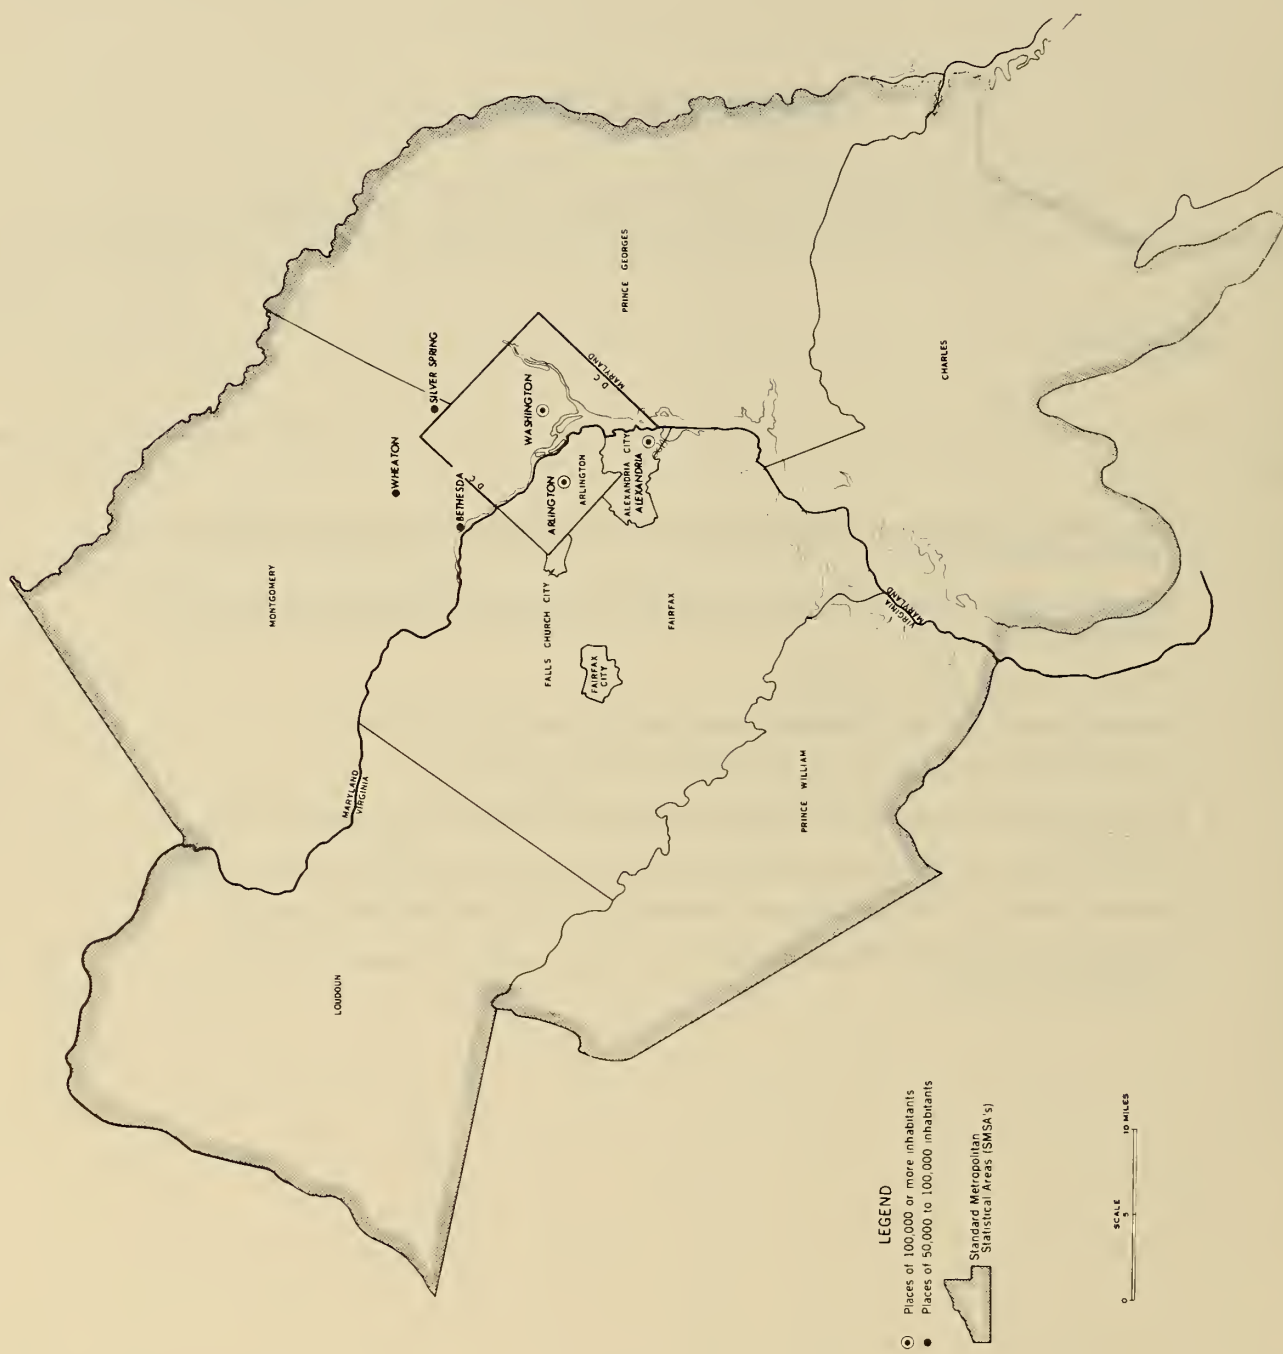 LOUDOUN
MARYLAND
VIRGINIA
MONTGOMERY
WHEATON
SILVER SPRING
BETHESDA
D C
WASHINGTON
ARLINGTON
ARLINGTON
FALLS CHURCH CITY
FAIRFAX
CITY
FAIRFAX
ALEXANDRIA CITY
ALEXANDRIA
D C
MARYLAND
PRINCE GEORGES
PRINCE WILLIAM
VIRGINIA
MARYLAND
CHARLES
LEGEND
Places of 100,000 or more inhabitants
Places of 50,000 to 100,000 inhabitants
Standard Metropolitan
Statistical Areas (SMSA's)
SCALE
0 5 10 MILES